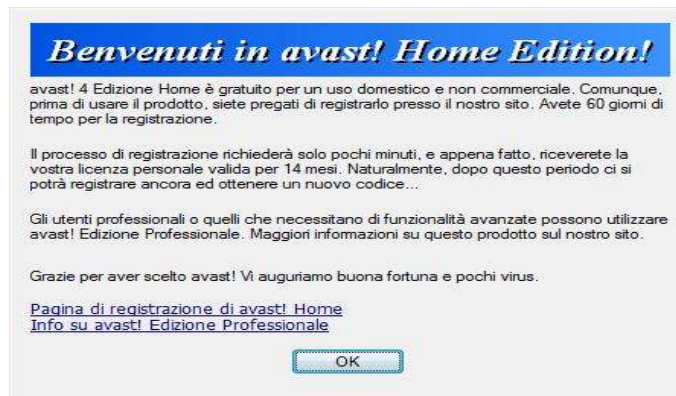 Benvenuti in avast! Home Edition!
avast! 4 Edizione Home è gratuito per un uso domestico e non commerciale. Comunque,
prima di usare il prodotto, siete pregati di registrarlo presso il nostro sito. Avete 60 giorni di
tempo per la registrazione.
Il processo di registrazione richiederà solo pochi minuti, e appena fatto, riceverete la
vostra licenza personale valida per 14 mesi. Naturalmente, dopo questo periodo ci si
potrà registrare ancora ed ottenere un nuovo codice...
Gli utenti professionali o quelli che necessitano di funzionalità avanzate possono utilizzare
avast! Edizione Professionale. Maggiori informazioni su questo prodotto sul nostro sito.
Grazie per aver scelto avast! Vi auguriamo buona fortuna e pochi virus.
Pagina di registrazione di avast! Home
Info su avast! Edizione Professionale
OK